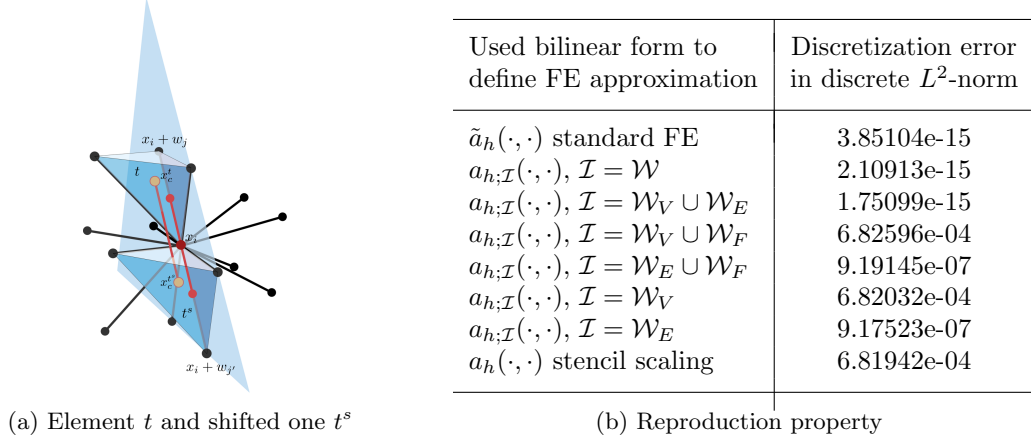 x_i + w_j
t
x_c^t
x_i
x_c^{t^s}
t^s
x_i + w_{j'}
(a) Element t and shifted one t^s
Used bilinear form to define FE approximation | Discretization error in discrete L^2-norm
ã_h(·,·) standard FE 3.85104e-15
a_{h;ℐ}(·,·), ℐ = 𝒲 2.10913e-15
a_{h;ℐ}(·,·), ℐ = 𝒲_V ∪ 𝒲_E 1.75099e-15
a_{h;ℐ}(·,·), ℐ = 𝒲_V ∪ 𝒲_F 6.82596e-04
a_{h;ℐ}(·,·), ℐ = 𝒲_E ∪ 𝒲_F 9.19145e-07
a_{h;ℐ}(·,·), ℐ = 𝒲_V 6.82032e-04
a_{h;ℐ}(·,·), ℐ = 𝒲_E 9.17523e-07
a_h(·,·) stencil scaling 6.81942e-04
(b) Reproduction property